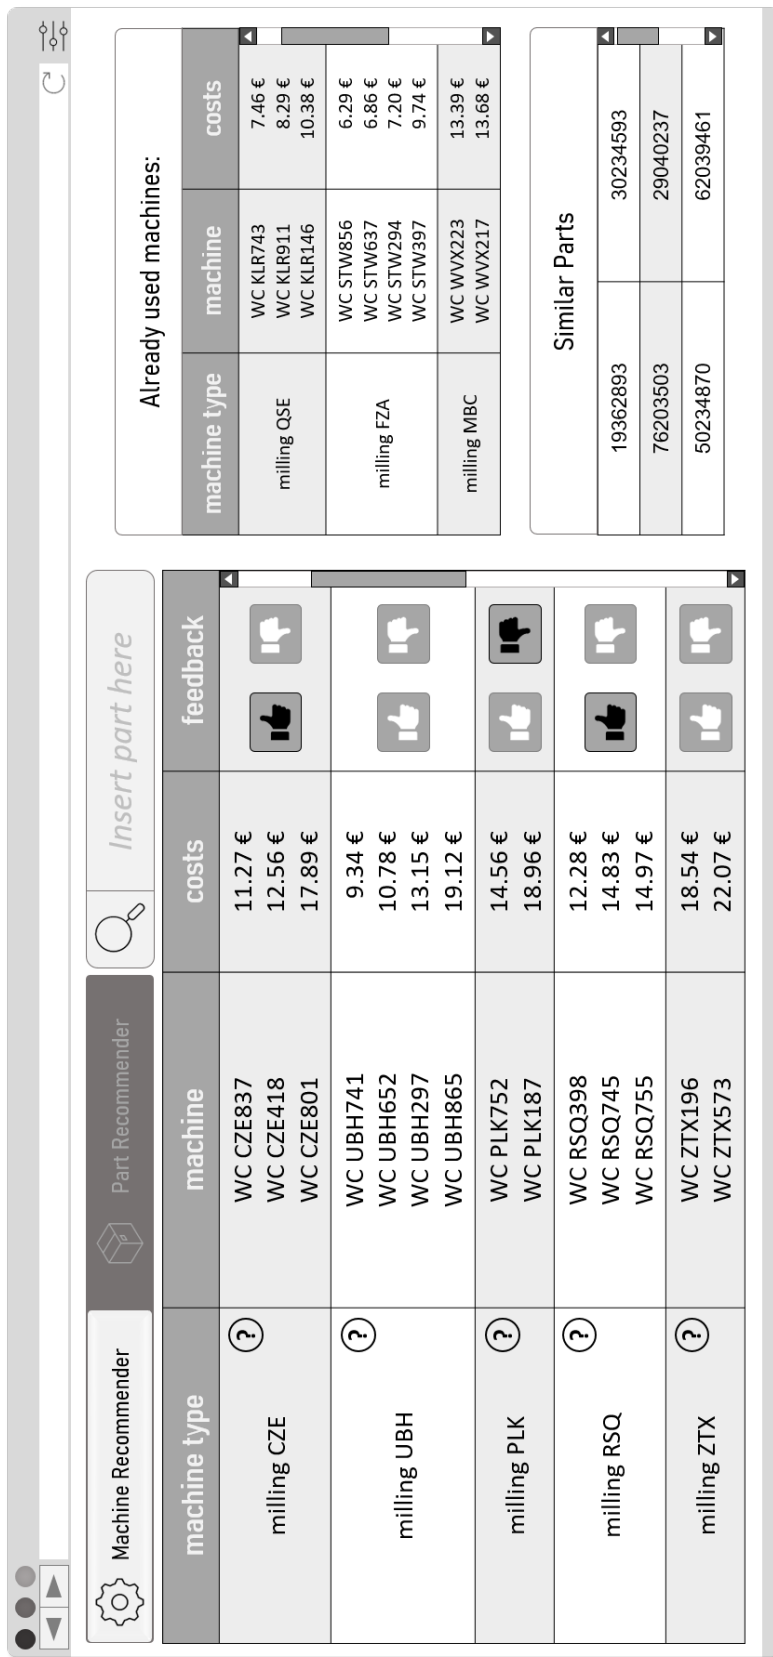 Machine Recommender
Part Recommender
Insert part here
machine type machine costs feedback
milling CZE ?
WC CZE837 11.27 €
WC CZE418 12.56 €
WC CZE801 17.89 €
milling UBH ?
WC UBH741 9.34 €
WC UBH652 10.78 €
WC UBH297 13.15 €
WC UBH865 19.12 €
milling PLK ?
WC PLK752 14.56 €
WC PLK187 18.96 €
milling RSQ ?
WC RSQ398 12.28 €
WC RSQ745 14.83 €
WC RSQ755 14.97 €
milling ZTX ?
WC ZTX196 18.54 €
WC ZTX573 22.07 €
Already used machines:
machine type machine costs
milling QSE
WC KLR743 7.46 €
WC KLR911 8.29 €
WC KLR146 10.38 €
milling FZA
WC STW856 6.29 €
WC STW637 6.86 €
WC STW294 7.20 €
WC STW397 9.74 €
milling MBC
WC WVX223 13.39 €
WC WVX217 13.68 €
Similar Parts
19362893 30234593
76203503 29040237
50234870 62039461